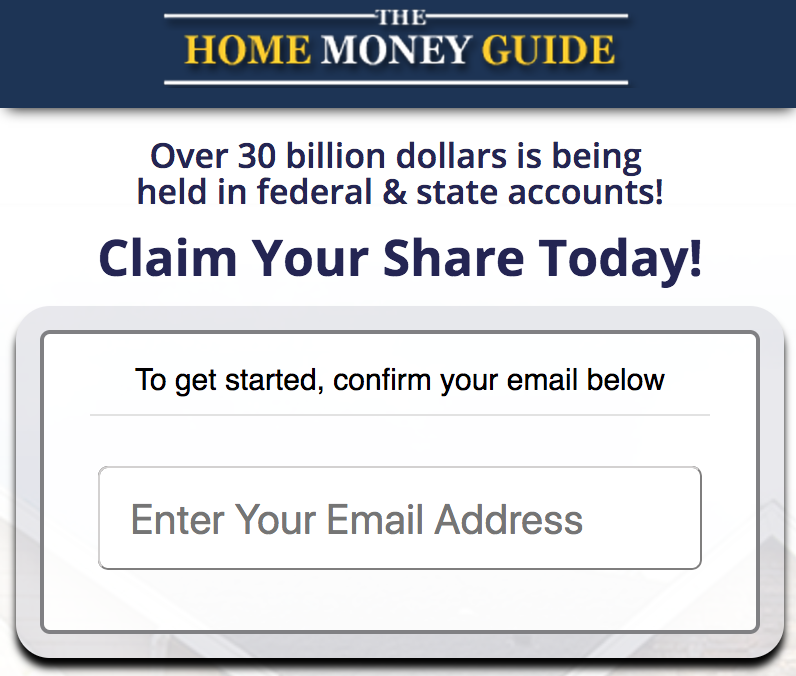 THE
HOME MONEY GUIDE
Over 30 billion dollars is being
held in federal & state accounts!
Claim Your Share Today!
To get started, confirm your email below
Enter Your Email Address